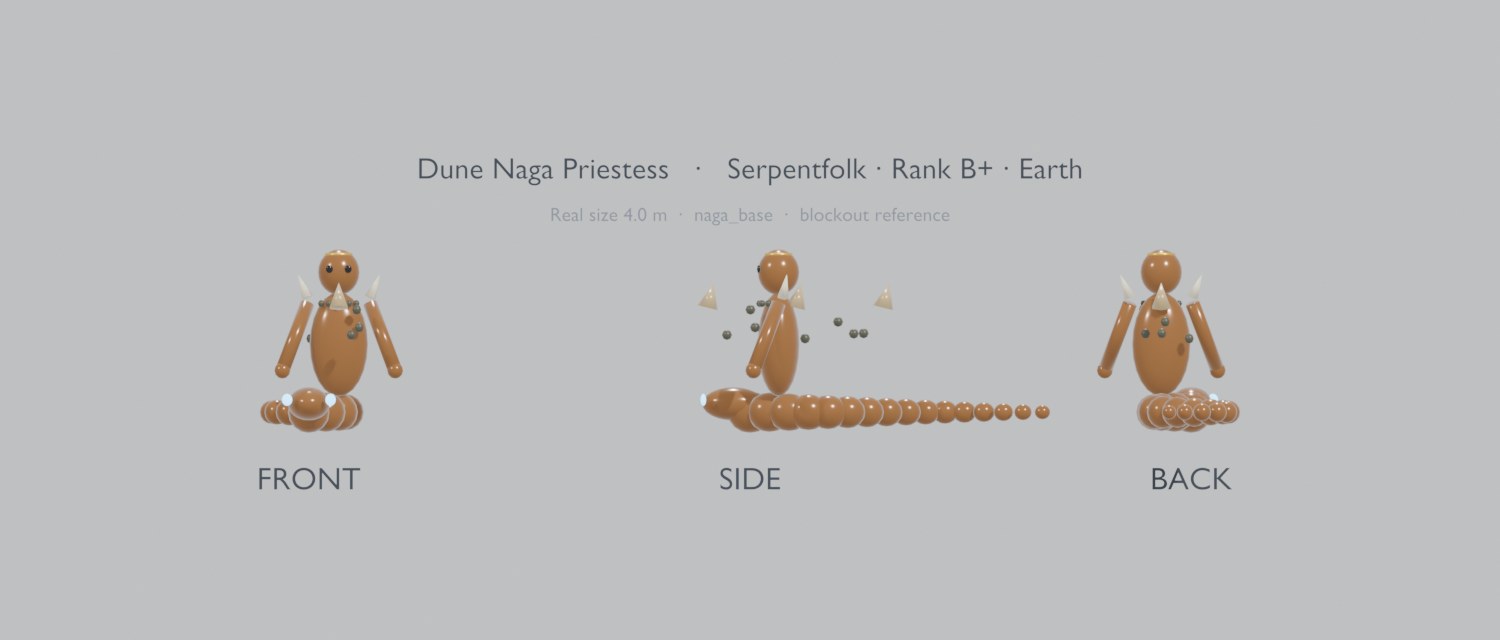 Dune Naga Priestess · Serpentfolk · Rank B+ · Earth
Real size 4.0 m · naga_base · blockout reference
FRONT SIDE BACK